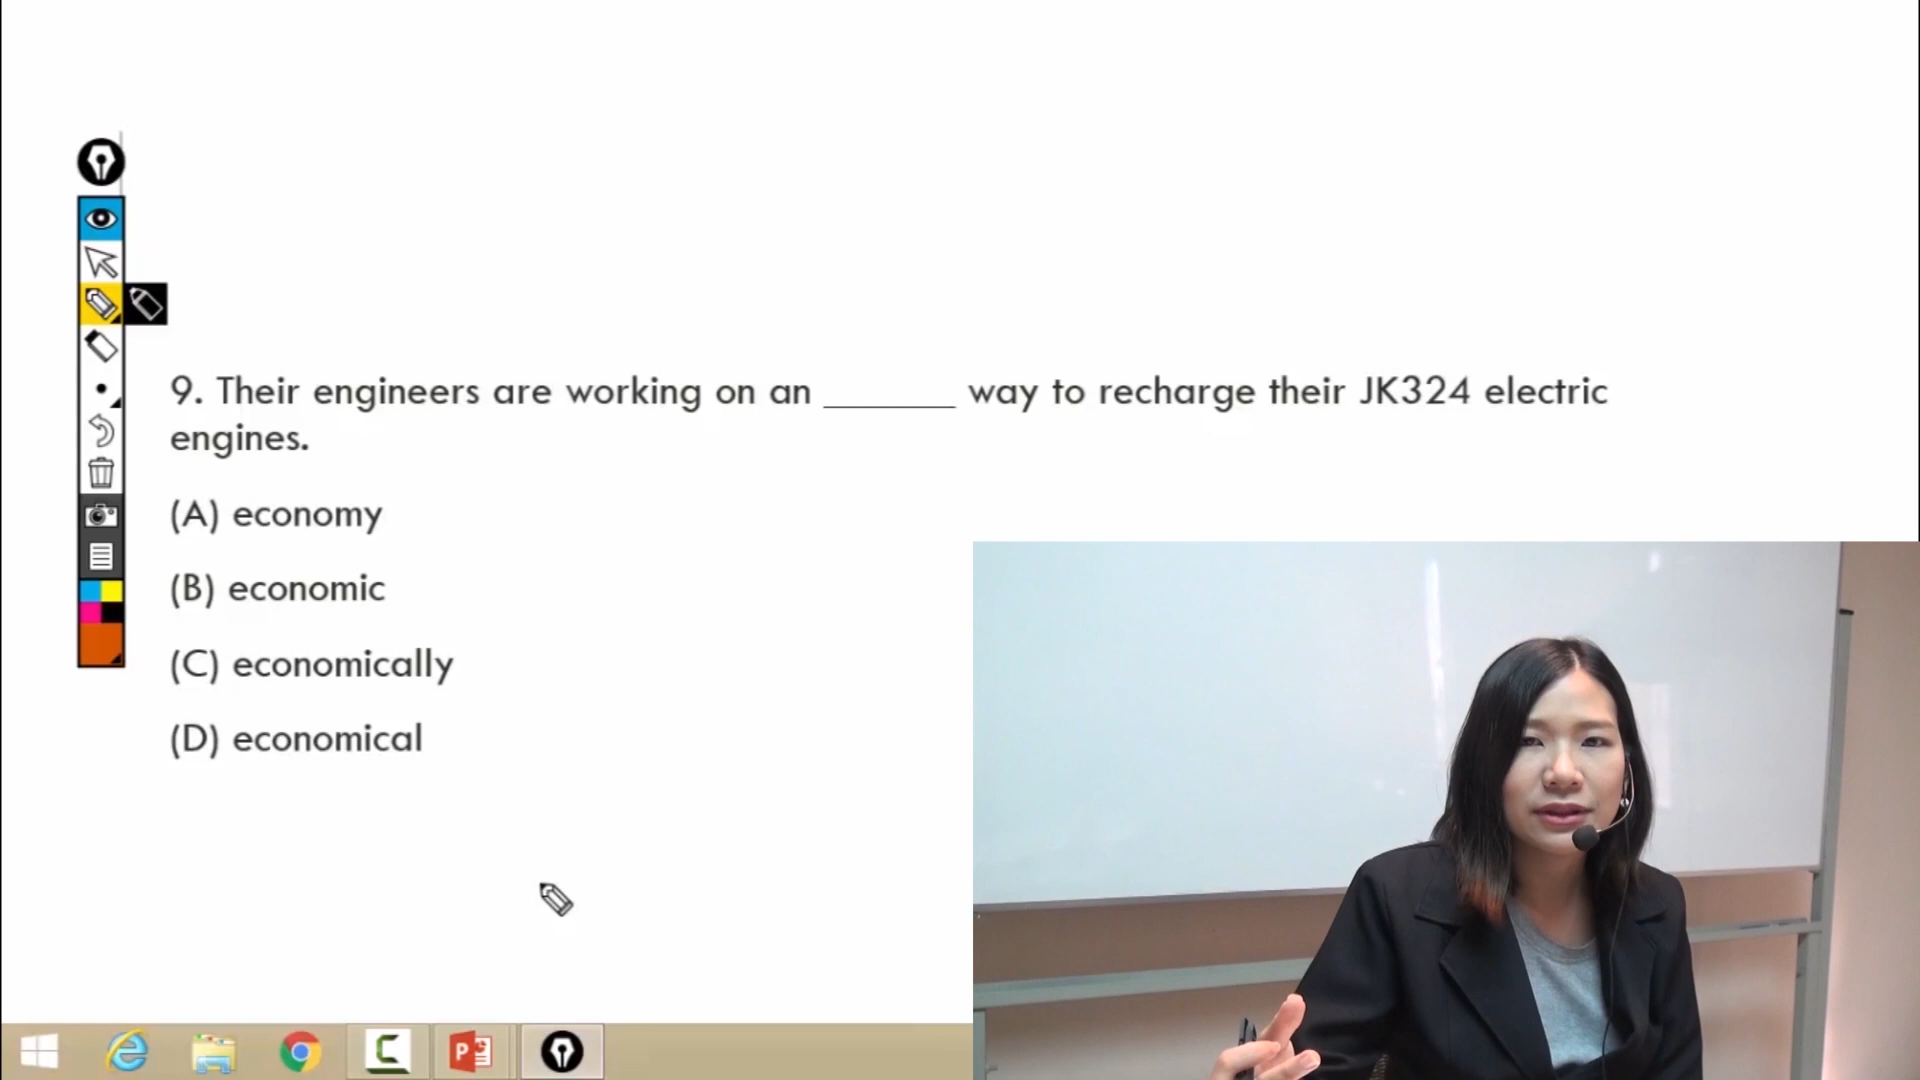 9. Their engineers are working on an _______ way to recharge their JK324 electric
engines.
(A) economy
(B) economic
(C) economically
(D) economical